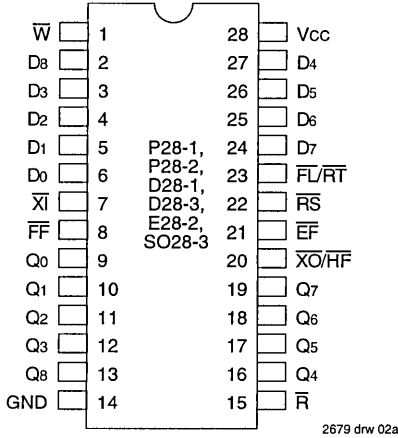 W̅ 1 28 Vcc
D8 2 27 D4
D3 3 26 D5
D2 4 25 D6
D1 5 24 D7
D0 6 23 F̅L̅/R̅T̅
X̅I̅ 7 22 R̅S̅
F̅F̅ 8 21 E̅F̅
Q0 9 20 X̅O̅/H̅F̅
Q1 10 19 Q7
Q2 11 18 Q6
Q3 12 17 Q5
Q8 13 16 Q4
GND 14 15 R̅
P28-1,
P28-2,
D28-1,
D28-3,
E28-2,
SO28-3
2679 drw 02a